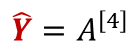 Ŷ = A^[4]